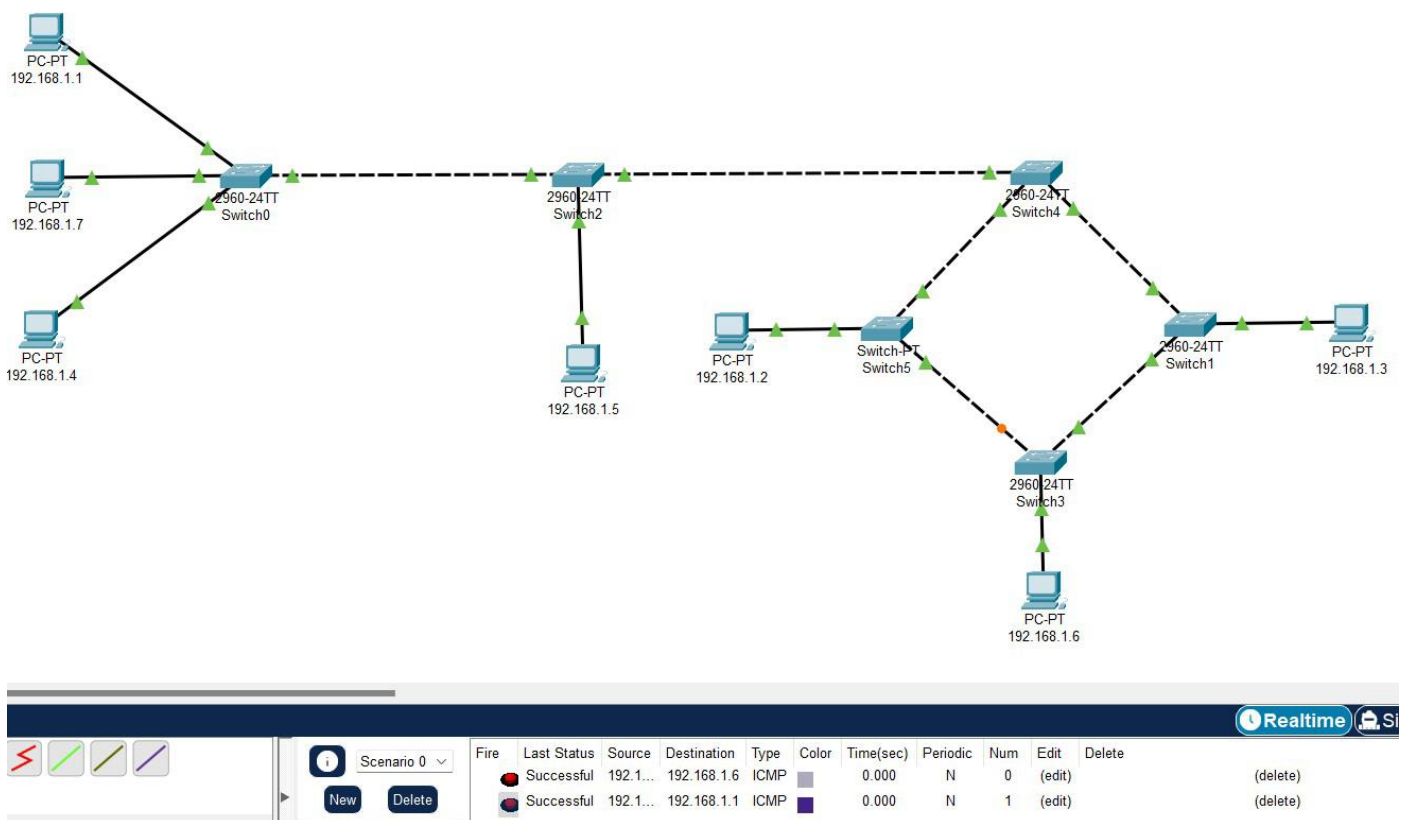 PC-PT
192.168.1.1
PC-PT
192.168.1.7
2960-24TT
Switch0
PC-PT
192.168.1.4
2960-24TT
Switch2
PC-PT
192.168.1.5
2960-24TT
Switch4
PC-PT
192.168.1.2
Switch-PT
Switch5
2960-24TT
Switch1
PC-PT
192.168.1.3
2960-24TT
Switch3
PC-PT
192.168.1.6
Realtime Si
i Scenario 0
New Delete
Fire Last Status Source Destination Type Color Time(sec) Periodic Num Edit Delete
Successful 192.1... 192.168.1.6 ICMP 0.000 N 0 (edit) (delete)
Successful 192.1... 192.168.1.1 ICMP 0.000 N 1 (edit) (delete)